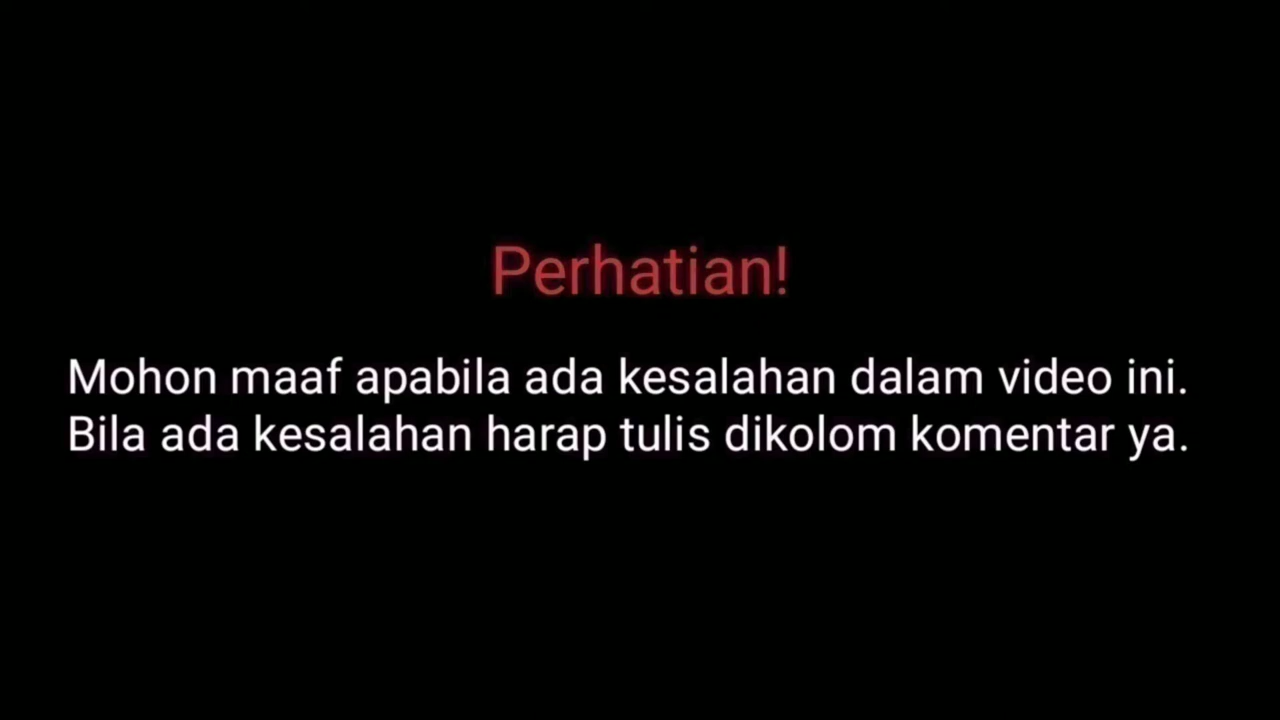 Perhatian!
Mohon maaf apabila ada kesalahan dalam video ini.
Bila ada kesalahan harap tulis dikolom komentar ya.